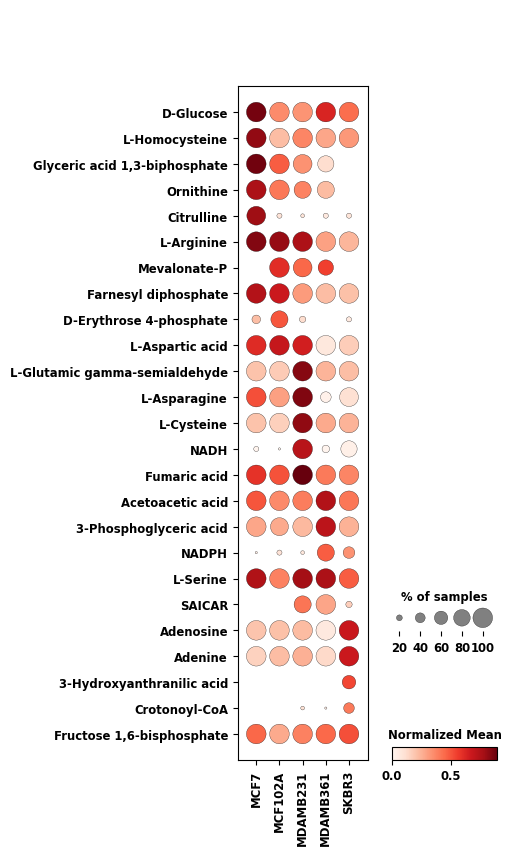 D-Glucose
L-Homocysteine
Glyceric acid 1,3-biphosphate
Ornithine
Citrulline
L-Arginine
Mevalonate-P
Farnesyl diphosphate
D-Erythrose 4-phosphate
L-Aspartic acid
L-Glutamic gamma-semialdehyde
L-Asparagine
L-Cysteine
NADH
Fumaric acid
Acetoacetic acid
3-Phosphoglyceric acid
NADPH
L-Serine
SAICAR
Adenosine
Adenine
3-Hydroxyanthranilic acid
Crotonoyl-CoA
Fructose 1,6-bisphosphate
MCF7
MCF102A
MDAMB231
MDAMB361
SKBR3
% of samples
20 40 60 80 100
Normalized Mean
0.0 0.5